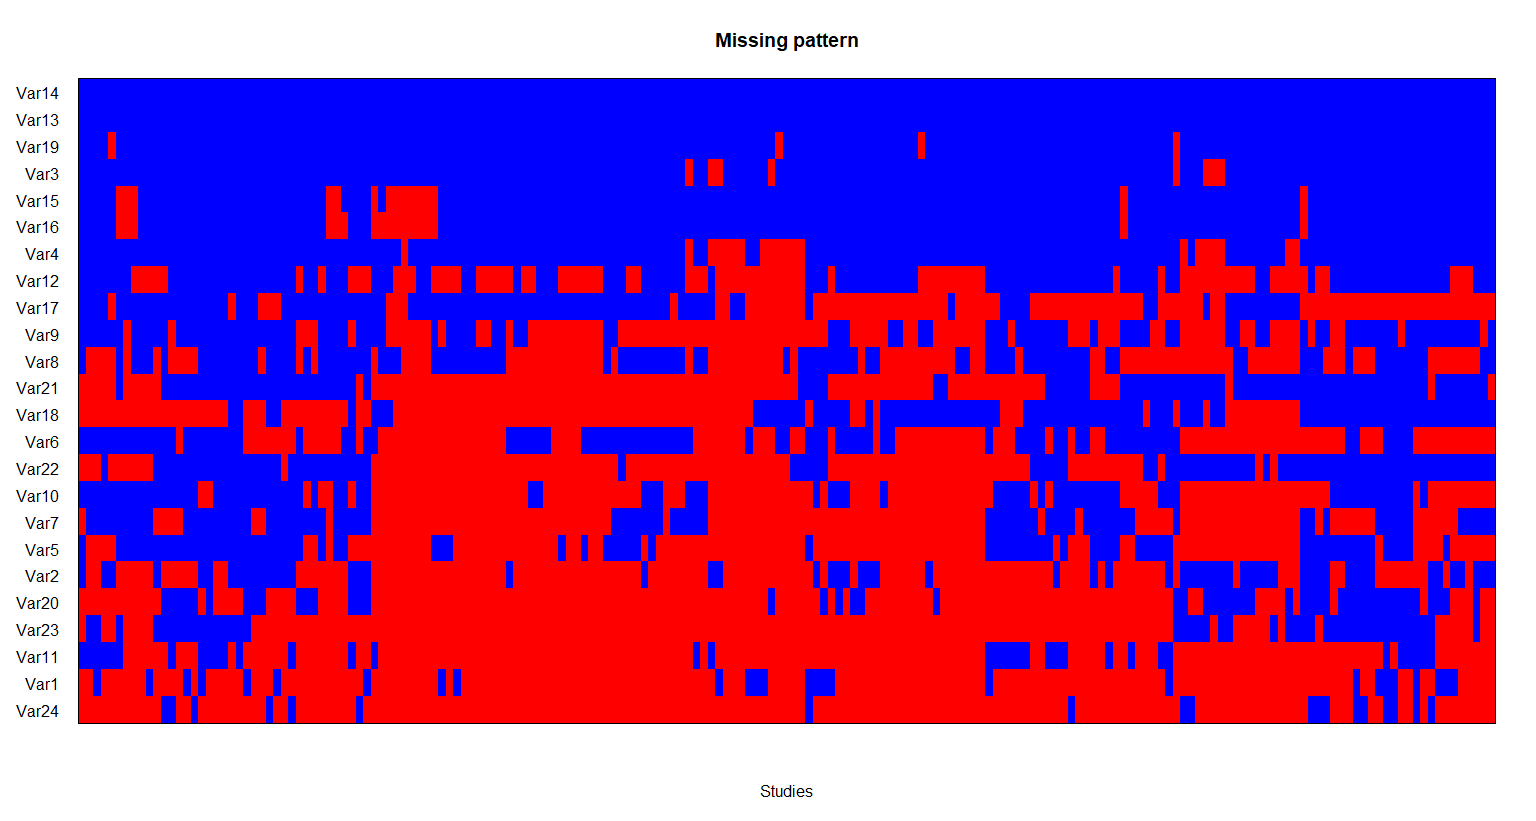 Missing pattern
Var14
Var13
Var19
Var3
Var15
Var16
Var4
Var12
Var17
Var9
Var8
Var21
Var18
Var6
Var22
Var10
Var7
Var5
Var2
Var20
Var23
Var11
Var1
Var24
Studies